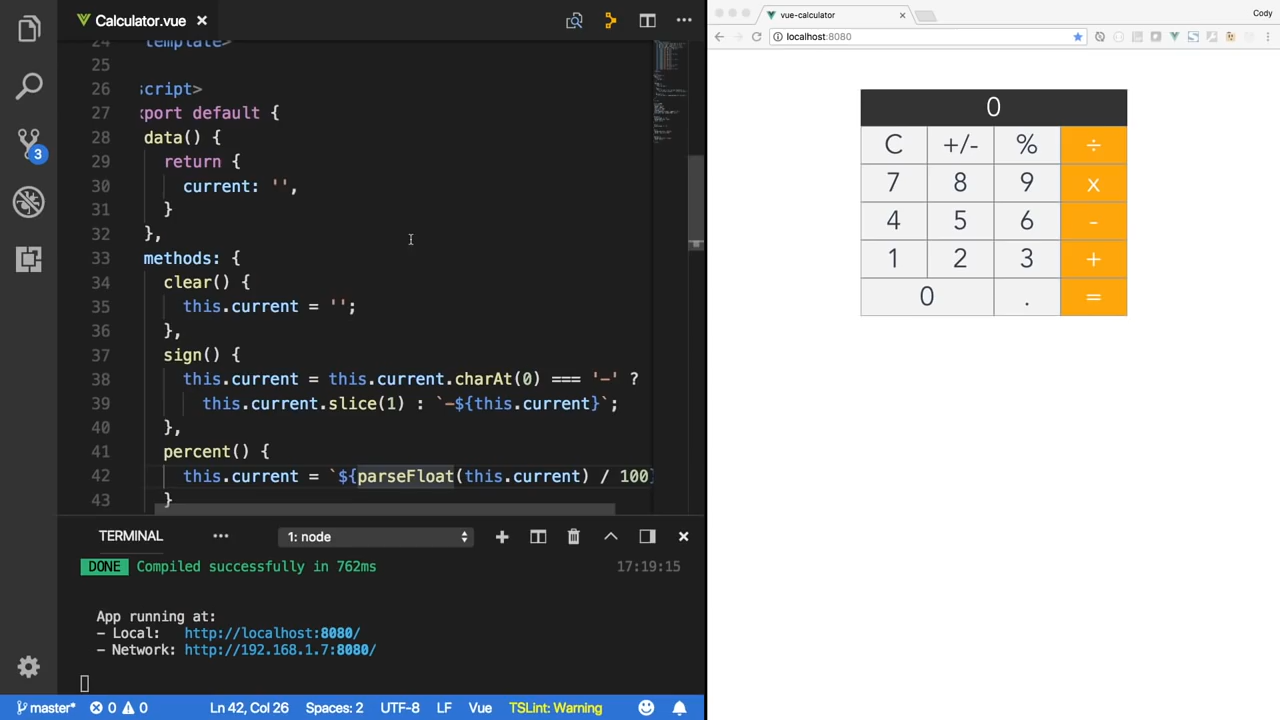 Calculator.vue
24 template>
25
26 script>
27 xport default {
28 data() {
29 return {
30 current: '',
31 }
32 },
33 methods: {
34 clear() {
35 this.current = '';
36 },
37 sign() {
38 this.current = this.current.charAt(0) === '-' ?
39 this.current.slice(1) : `-${this.current}`;
40 },
41 percent() {
42 this.current = `${parseFloat(this.current) / 100}
43 }
TERMINAL
1: node
DONE Compiled successfully in 762ms 17:19:15
App running at:
- Local: http://localhost:8080/
- Network: http://192.168.1.7:8080/
master* 0 0 Ln 42, Col 26 Spaces: 2 UTF-8 LF Vue TSLint: Warning
3
vue-calculator
Cody
localhost:8080
0
C +/- % ÷
7 8 9 x
4 5 6 -
1 2 3 +
0 . =